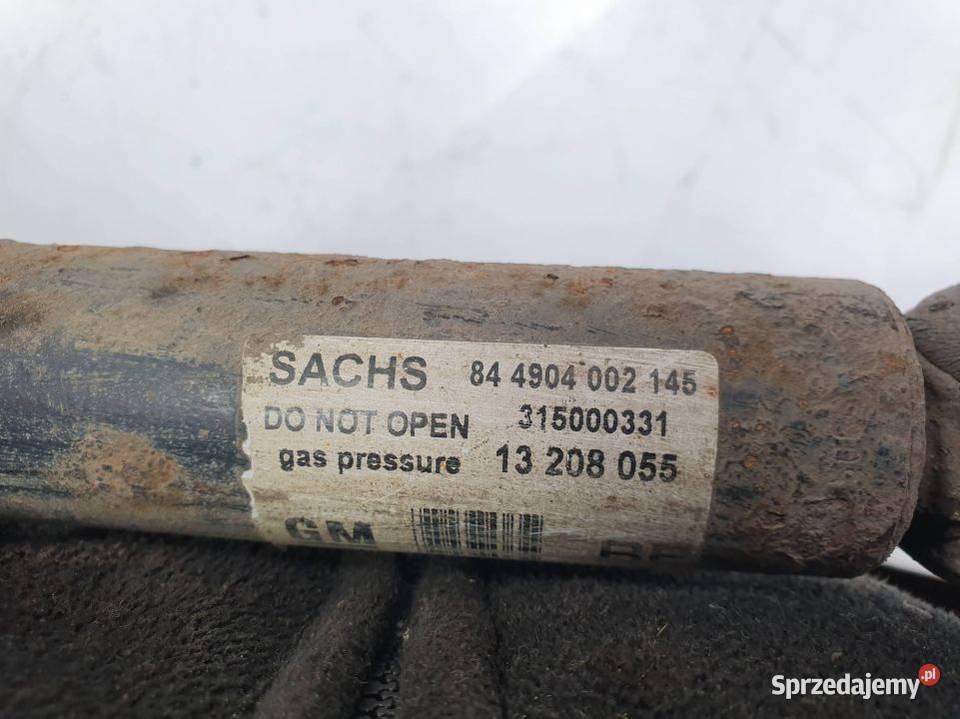 SACHS 84 4904 002 145
DO NOT OPEN 315000331
gas pressure 13 208 055
GM
Sprzedajemy.pl